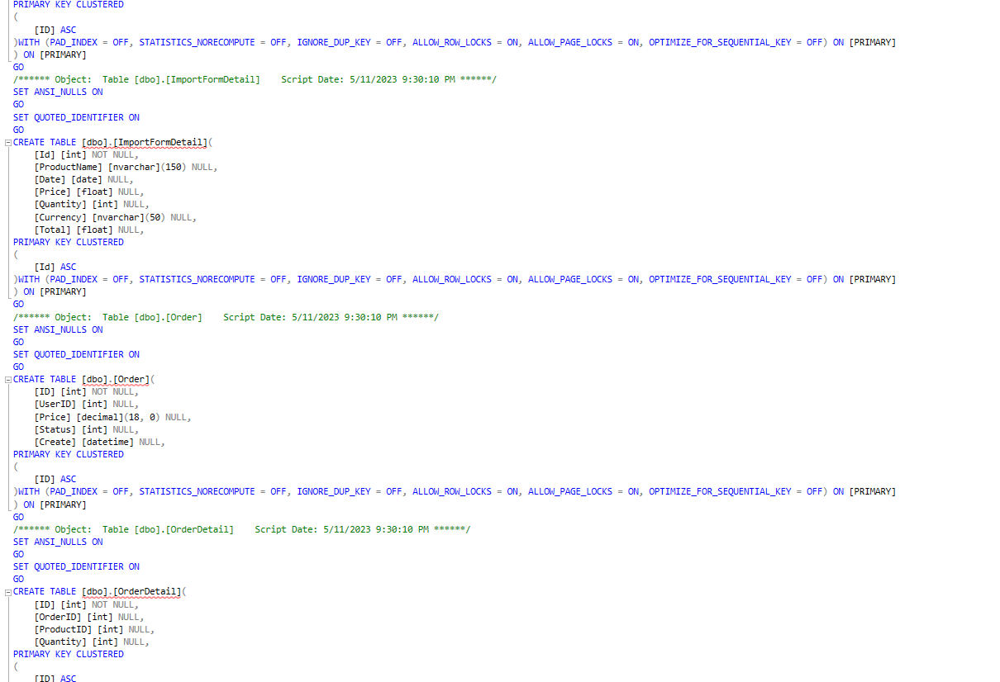 PRIMARY KEY CLUSTERED
(
[ID] ASC
)WITH (PAD_INDEX = OFF, STATISTICS_NORECOMPUTE = OFF, IGNORE_DUP_KEY = OFF, ALLOW_ROW_LOCKS = ON, ALLOW_PAGE_LOCKS = ON, OPTIMIZE_FOR_SEQUENTIAL_KEY = OFF) ON [PRIMARY]
) ON [PRIMARY]
GO
/****** Object:  Table [dbo].[ImportFormDetail]    Script Date: 5/11/2023 9:30:10 PM ******/
SET ANSI_NULLS ON
GO
SET QUOTED_IDENTIFIER ON
GO
CREATE TABLE [dbo].[ImportFormDetail](
[Id] [int] NOT NULL,
[ProductName] [nvarchar](150) NULL,
[Date] [date] NULL,
[Price] [float] NULL,
[Quantity] [int] NULL,
[Currency] [nvarchar](50) NULL,
[Total] [float] NULL,
PRIMARY KEY CLUSTERED
(
[Id] ASC
)WITH (PAD_INDEX = OFF, STATISTICS_NORECOMPUTE = OFF, IGNORE_DUP_KEY = OFF, ALLOW_ROW_LOCKS = ON, ALLOW_PAGE_LOCKS = ON, OPTIMIZE_FOR_SEQUENTIAL_KEY = OFF) ON [PRIMARY]
) ON [PRIMARY]
GO
/****** Object:  Table [dbo].[Order]    Script Date: 5/11/2023 9:30:10 PM ******/
SET ANSI_NULLS ON
GO
SET QUOTED_IDENTIFIER ON
GO
CREATE TABLE [dbo].[Order](
[ID] [int] NOT NULL,
[UserID] [int] NULL,
[Price] [decimal](18, 0) NULL,
[Status] [int] NULL,
[Create] [datetime] NULL,
PRIMARY KEY CLUSTERED
(
[ID] ASC
)WITH (PAD_INDEX = OFF, STATISTICS_NORECOMPUTE = OFF, IGNORE_DUP_KEY = OFF, ALLOW_ROW_LOCKS = ON, ALLOW_PAGE_LOCKS = ON, OPTIMIZE_FOR_SEQUENTIAL_KEY = OFF) ON [PRIMARY]
) ON [PRIMARY]
GO
/****** Object:  Table [dbo].[OrderDetail]    Script Date: 5/11/2023 9:30:10 PM ******/
SET ANSI_NULLS ON
GO
SET QUOTED_IDENTIFIER ON
GO
CREATE TABLE [dbo].[OrderDetail](
[ID] [int] NOT NULL,
[OrderID] [int] NULL,
[ProductID] [int] NULL,
[Quantity] [int] NULL,
PRIMARY KEY CLUSTERED
(
[ID] ASC